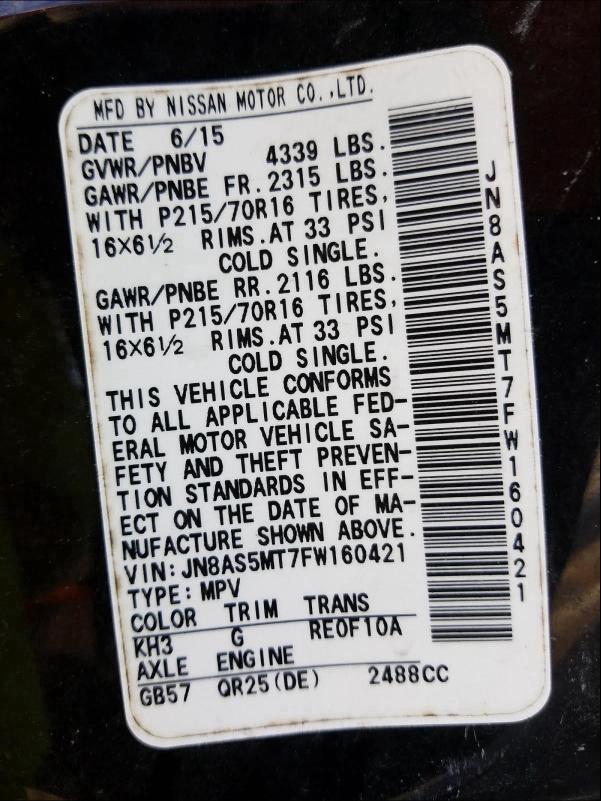 MFD BY NISSAN MOTOR CO.,LTD.
DATE 6/15
GVWR/PNBV 4339 LBS.
GAWR/PNBE FR.2315 LBS.
WITH P215/70R16 TIRES,
16X6½ RIMS.AT 33 PSI
COLD SINGLE.
GAWR/PNBE RR.2116 LBS.
WITH P215/70R16 TIRES,
16X6½ RIMS.AT 33 PSI
COLD SINGLE.
THIS VEHICLE CONFORMS
TO ALL APPLICABLE FED-
ERAL MOTOR VEHICLE SA-
FETY AND THEFT PREVEN-
TION STANDARDS IN EFF-
ECT ON THE DATE OF MA-
NUFACTURE SHOWN ABOVE.
VIN:JN8AS5MT7FW160421
TYPE:MPV
COLOR TRIM TRANS
KH3 G RE0F10A
AXLE ENGINE
GB57 QR25(DE) 2488CC
JN8AS5MT7FW160421